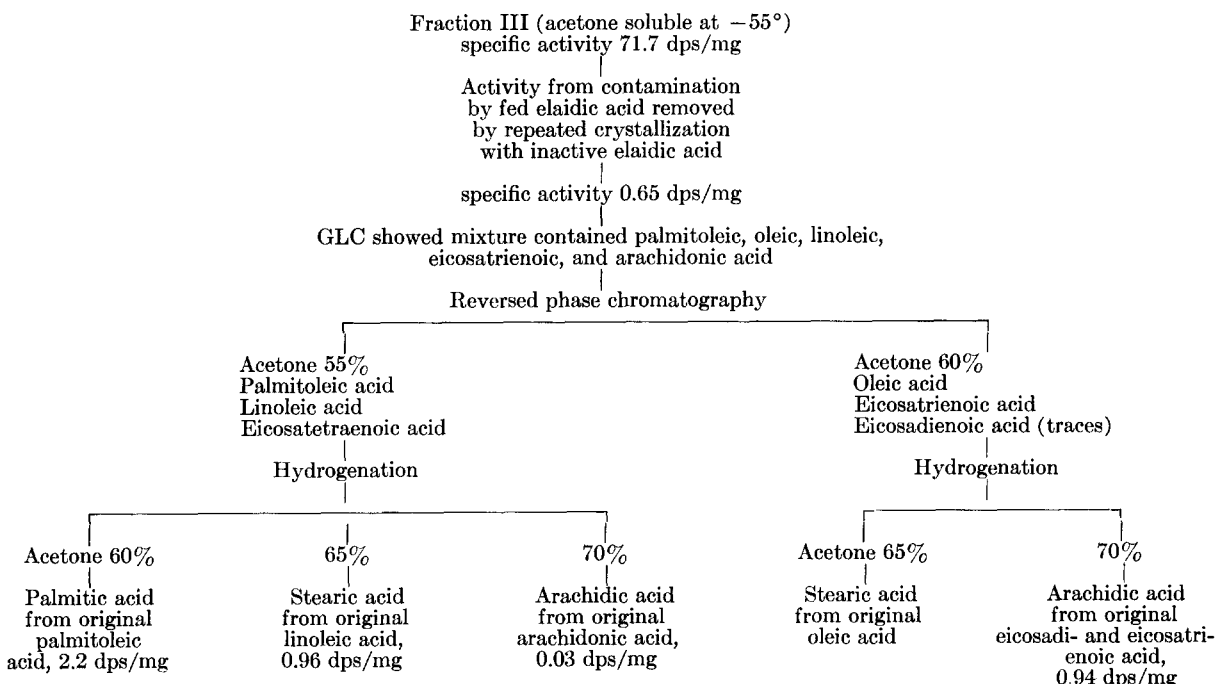 Fraction III (acetone soluble at −55°)
specific activity 71.7 dps/mg
Activity from contamination
by fed elaidic acid removed
by repeated crystallization
with inactive elaidic acid
specific activity 0.65 dps/mg
GLC showed mixture contained palmitoleic, oleic, linoleic,
eicosatrienoic, and arachidonic acid
Reversed phase chromatography
Acetone 55%
Palmitoleic acid
Linoleic acid
Eicosatetraenoic acid
Hydrogenation
Acetone 60%
Oleic acid
Eicosatrienoic acid
Eicosadienoic acid (traces)
Hydrogenation
Acetone 60%
Palmitic acid
from original
palmitoleic
acid, 2.2 dps/mg
65%
Stearic acid
from original
linoleic acid,
0.96 dps/mg
70%
Arachidic acid
from original
arachidonic acid,
0.03 dps/mg
Acetone 65%
Stearic acid
from original
oleic acid
70%
Arachidic acid
from original
eicosadi- and eicosatri-
enoic acid,
0.94 dps/mg